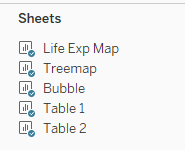 Sheets
Life Exp Map
Treemap
Bubble
Table 1
Table 2